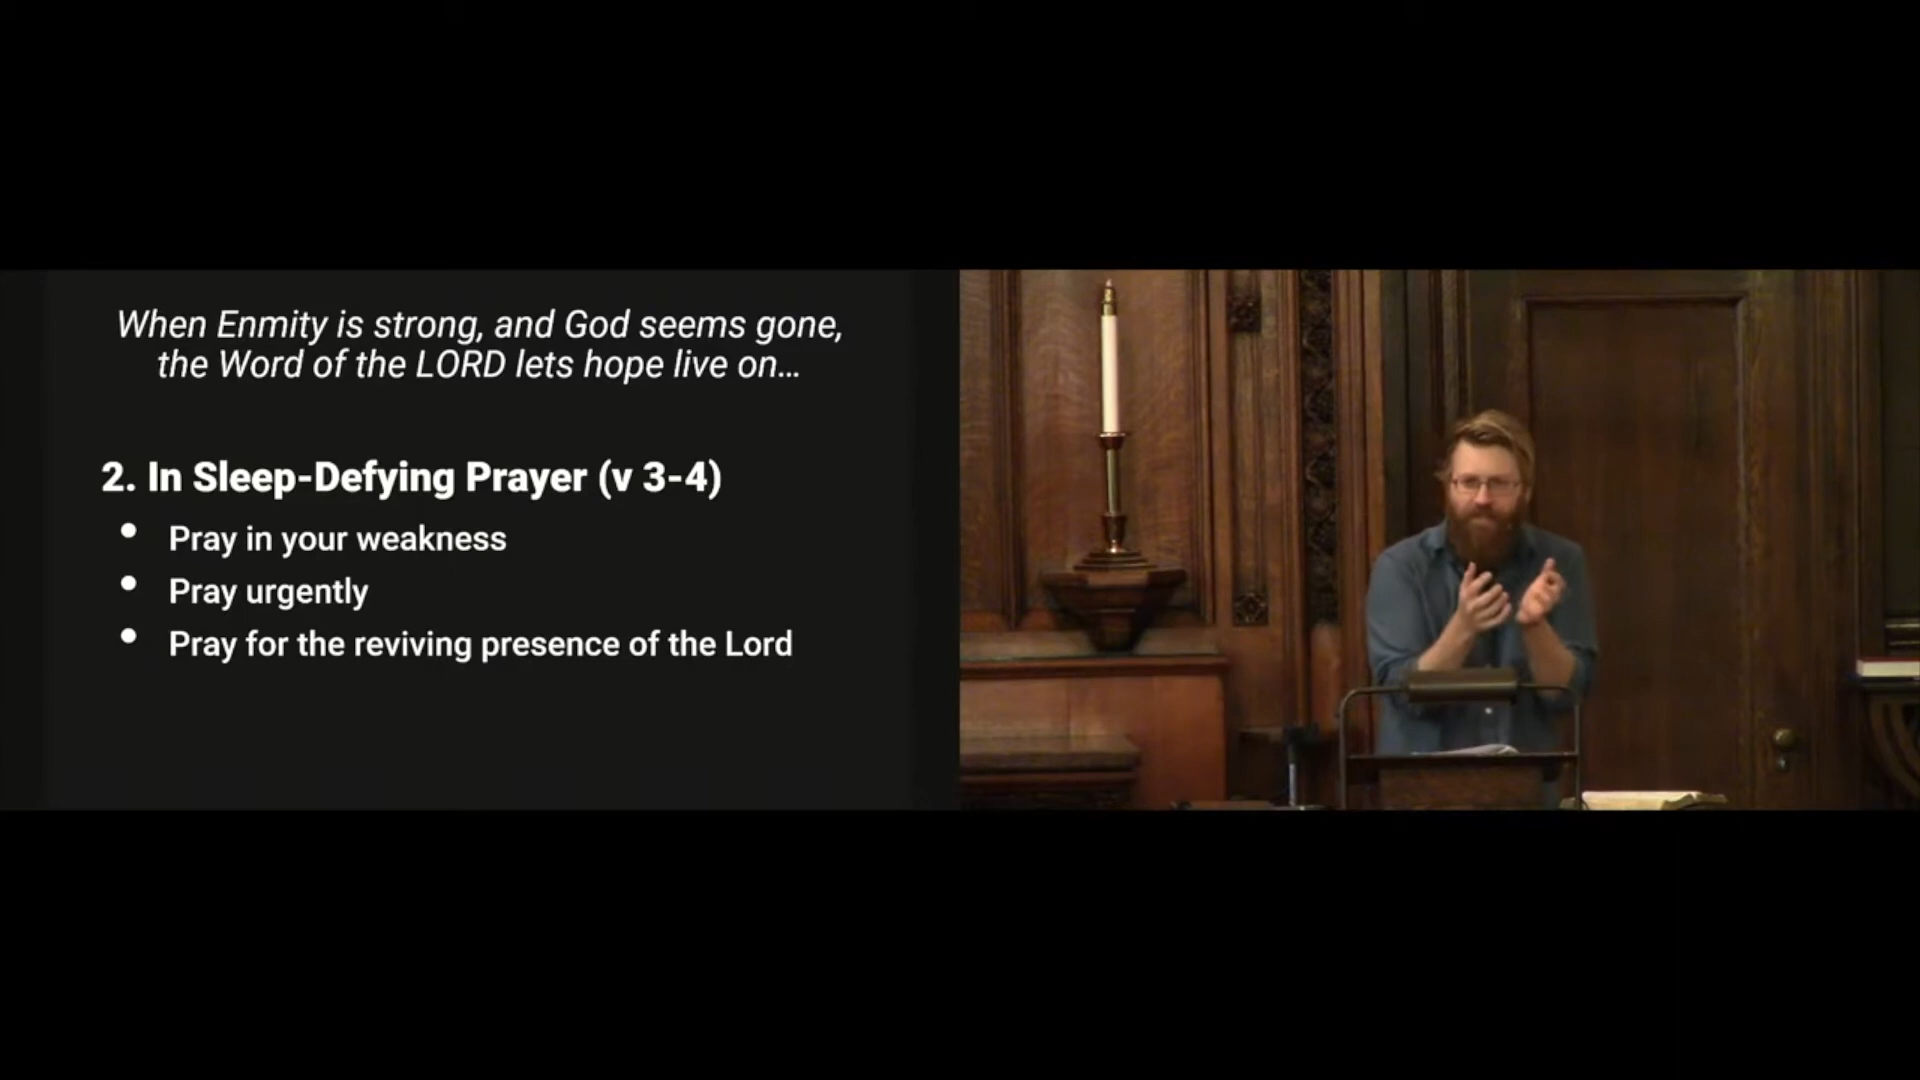 When Enmity is strong, and God seems gone,
the Word of the LORD lets hope live on...
2. In Sleep-Defying Prayer (v 3-4)
• Pray in your weakness
• Pray urgently
• Pray for the reviving presence of the Lord